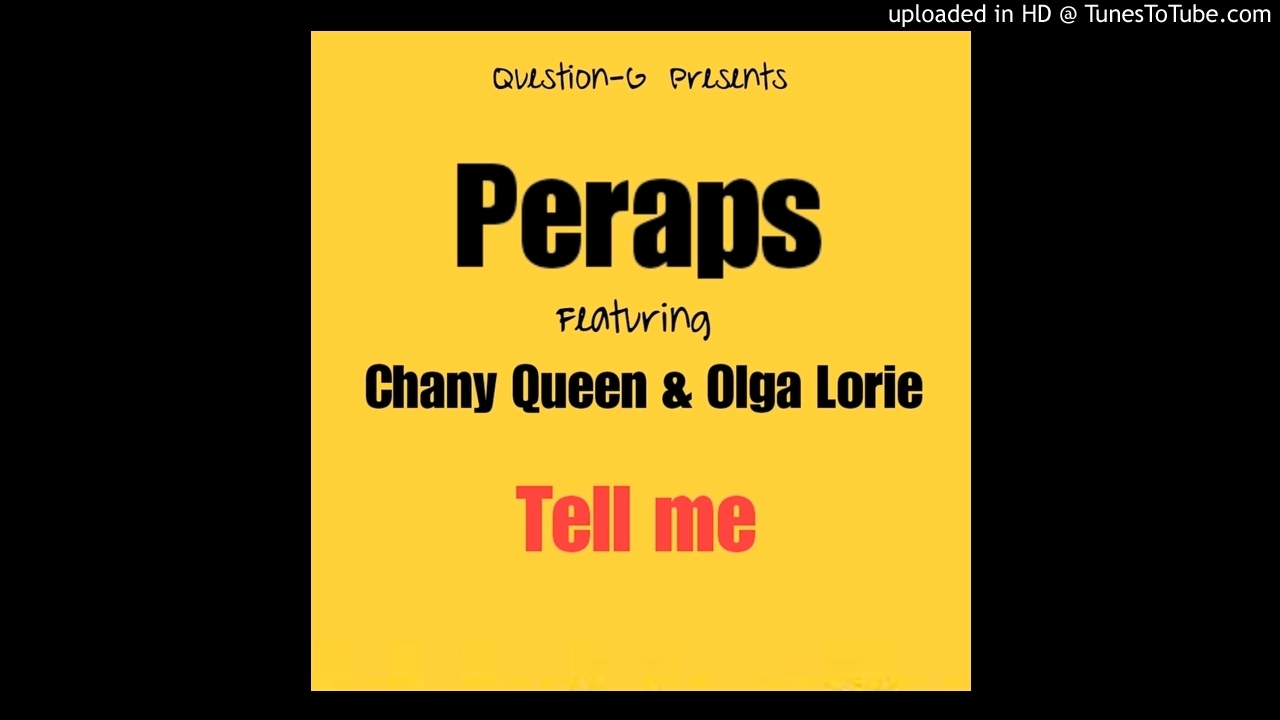 uploaded in HD @ TunesToTube.com
Question-G Presents
Peraps
Featuring
Chany Queen & Olga Lorie
Tell me